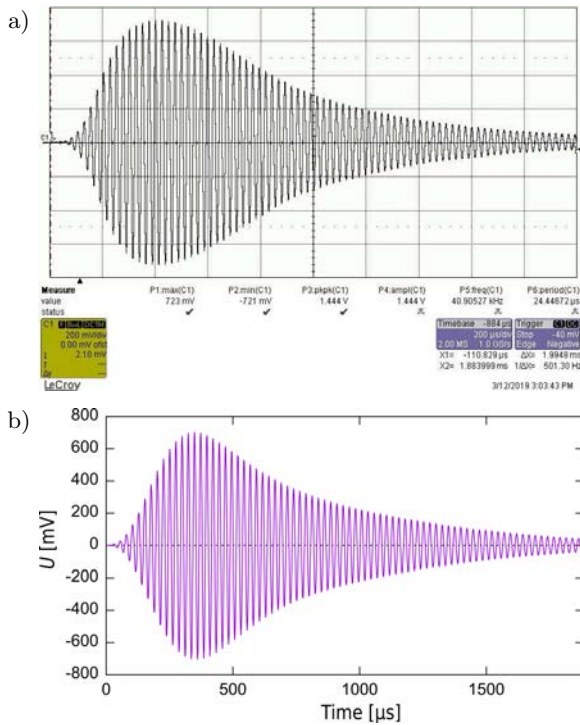 a)
C1
Measure P1:max(C1) P2:min(C1) P3:pkpk(C1) P4:ampl(C1) P5:freq(C1) P6:period(C1)
value 723 mV -721 mV 1.444 V 1.444 V 40.90527 kHz 24.44672 µs
status
C1
200 mV/div
0.00 mV ofst
2.10 mV
Timebase -884 µs
200 µs/div
2.00 MS 1.0 GS/s
Trigger C1 DC
Stop -40 mV
Edge Negative
X1= -110.829 µs ΔX= 1.9948 ms
X2= 1.883999 ms 1/ΔX= 501.30 Hz
LeCroy
3/12/2019 3:03:43 PM
b)
800
600
400
200
0
-200
-400
-600
-800
U [mV]
0 500 1000 1500
Time [µs]